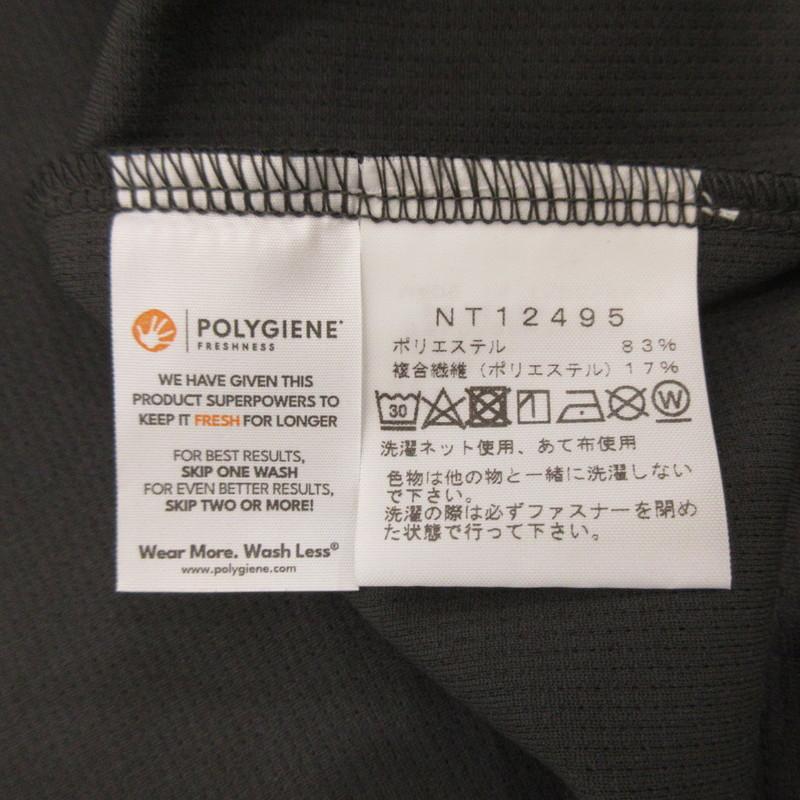 POLYGIENE
FRESHNESS
WE HAVE GIVEN THIS
PRODUCT SUPERPOWERS TO
KEEP IT FRESH FOR LONGER
FOR BEST RESULTS,
SKIP ONE WASH
FOR EVEN BETTER RESULTS,
SKIP TWO OR MORE!
Wear More. Wash Less®
www.polygiene.com
NT12495
ポリエステル 83%
複合繊維（ポリエステル）17%
30 W
洗濯ネット使用、あて布使用
色物は他の物と一緒に洗濯しない
で下さい。
洗濯の際は必ずファスナーを閉め
た状態で行って下さい。